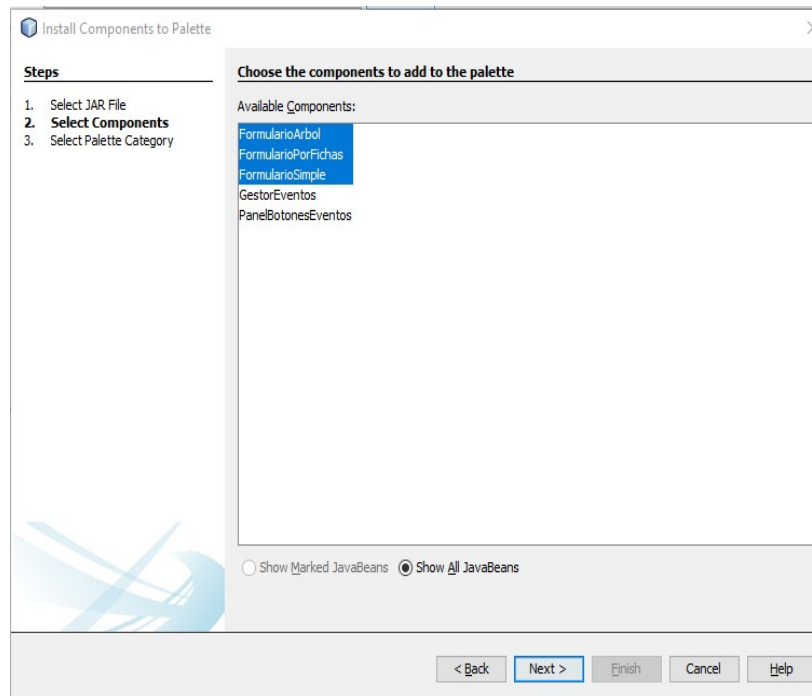 Install Components to Palette
Steps
1. Select JAR File
2. Select Components
3. Select Palette Category
Choose the components to add to the palette
Available Components:
FormularioArbol
FormularioPorFichas
FormularioSimple
GestorEventos
PanelBotonesEventos
Show Marked JavaBeans Show All JavaBeans
< Back Next > Finish Cancel Help